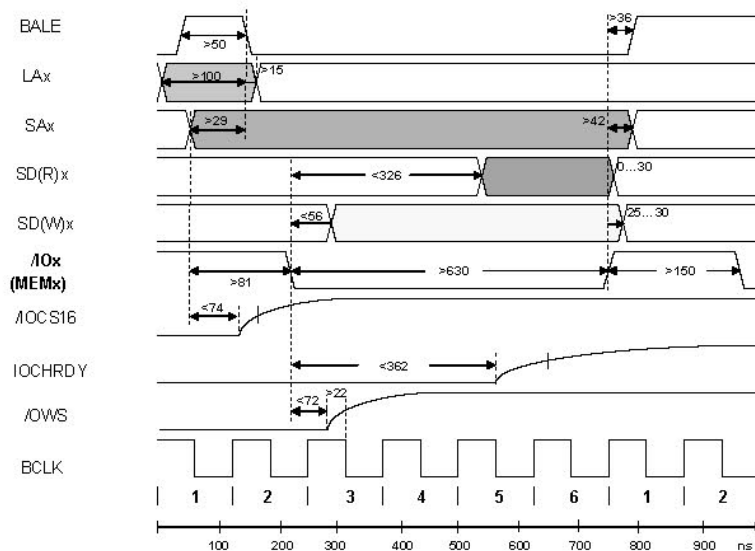 BALE
>50
>36
LAx
>100
>15
SAx
>29
>42
SD(R)x
<326
0...30
SD(W)x
<56
25...30
/IOx
(MEMx)
>81
>630
>150
/IOCS16
<74
IOCHRDY
<362
/OWS
<72
>22
BCLK
1 2 3 4 5 6 1 2
100 200 300 400 500 600 700 800 900 ns